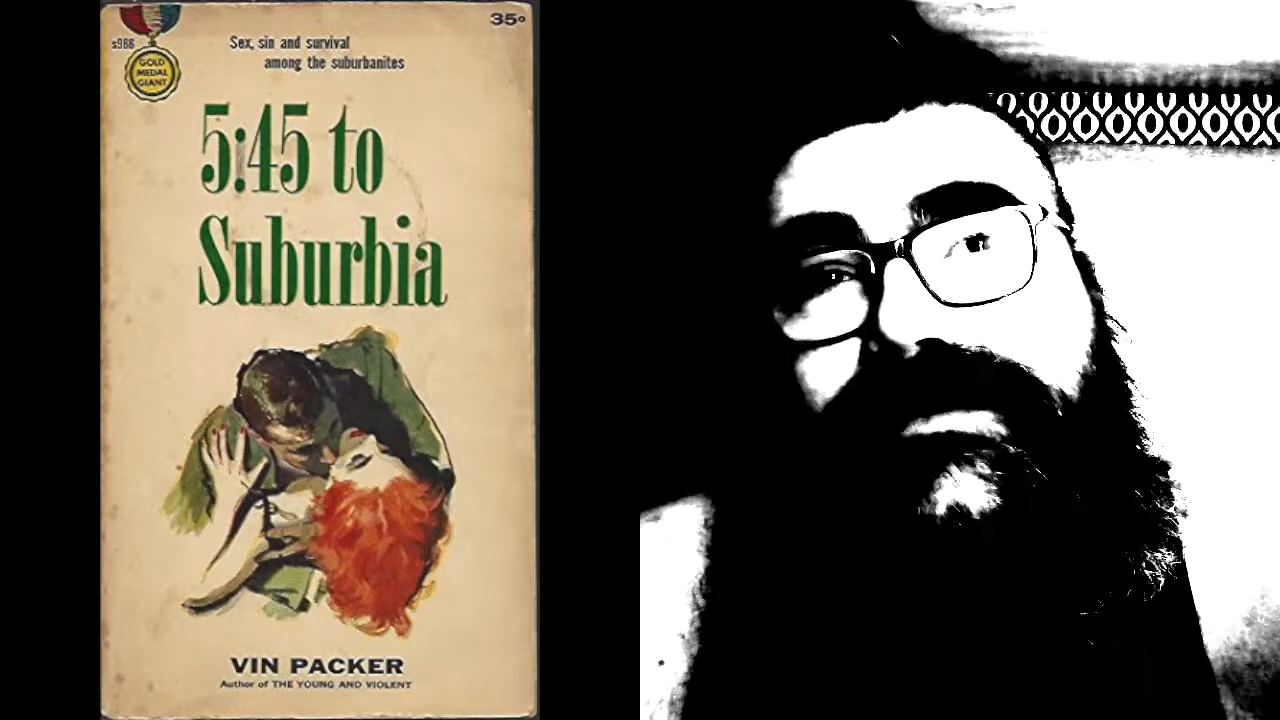 35¢
s966
GOLD
MEDAL
GIANT
Sex, sin and survival
among the suburbanites
5:45 to
Suburbia
VIN PACKER
Author of THE YOUNG AND VIOLENT